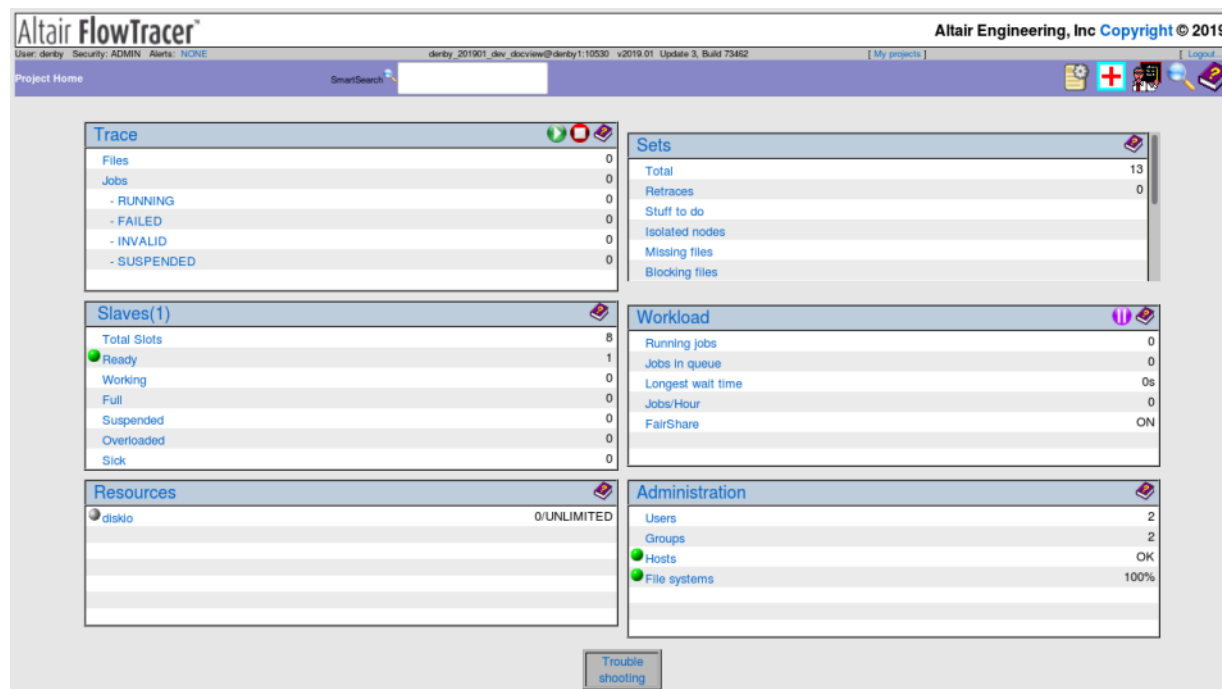 Altair FlowTracer™
Altair Engineering, Inc Copyright © 2019
User: denby Security: ADMIN Alerts: NONE denby_201901_dev_docview@denby1:10530 v2019.01 Update 3, Build 73462 [ My projects ] [ Logout...
Project Home SmartSearch
Trace
Files 0
Jobs 0
- RUNNING 0
- FAILED 0
- INVALID 0
- SUSPENDED 0
Sets
Total 13
Retraces 0
Stuff to do
Isolated nodes
Missing files
Blocking files
Slaves(1)
Total Slots 8
Ready 1
Working 0
Full 0
Suspended 0
Overloaded 0
Sick 0
Workload
Running jobs 0
Jobs in queue 0
Longest wait time 0s
Jobs/Hour 0
FairShare ON
Resources
diskio 0/UNLIMITED
Administration
Users 2
Groups 2
Hosts OK
File systems 100%
Trouble
shooting